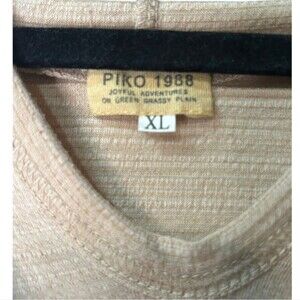 PIKO 1988
JOYFUL ADVENTURES
ON GREEN GRASSY PLAIN
XL